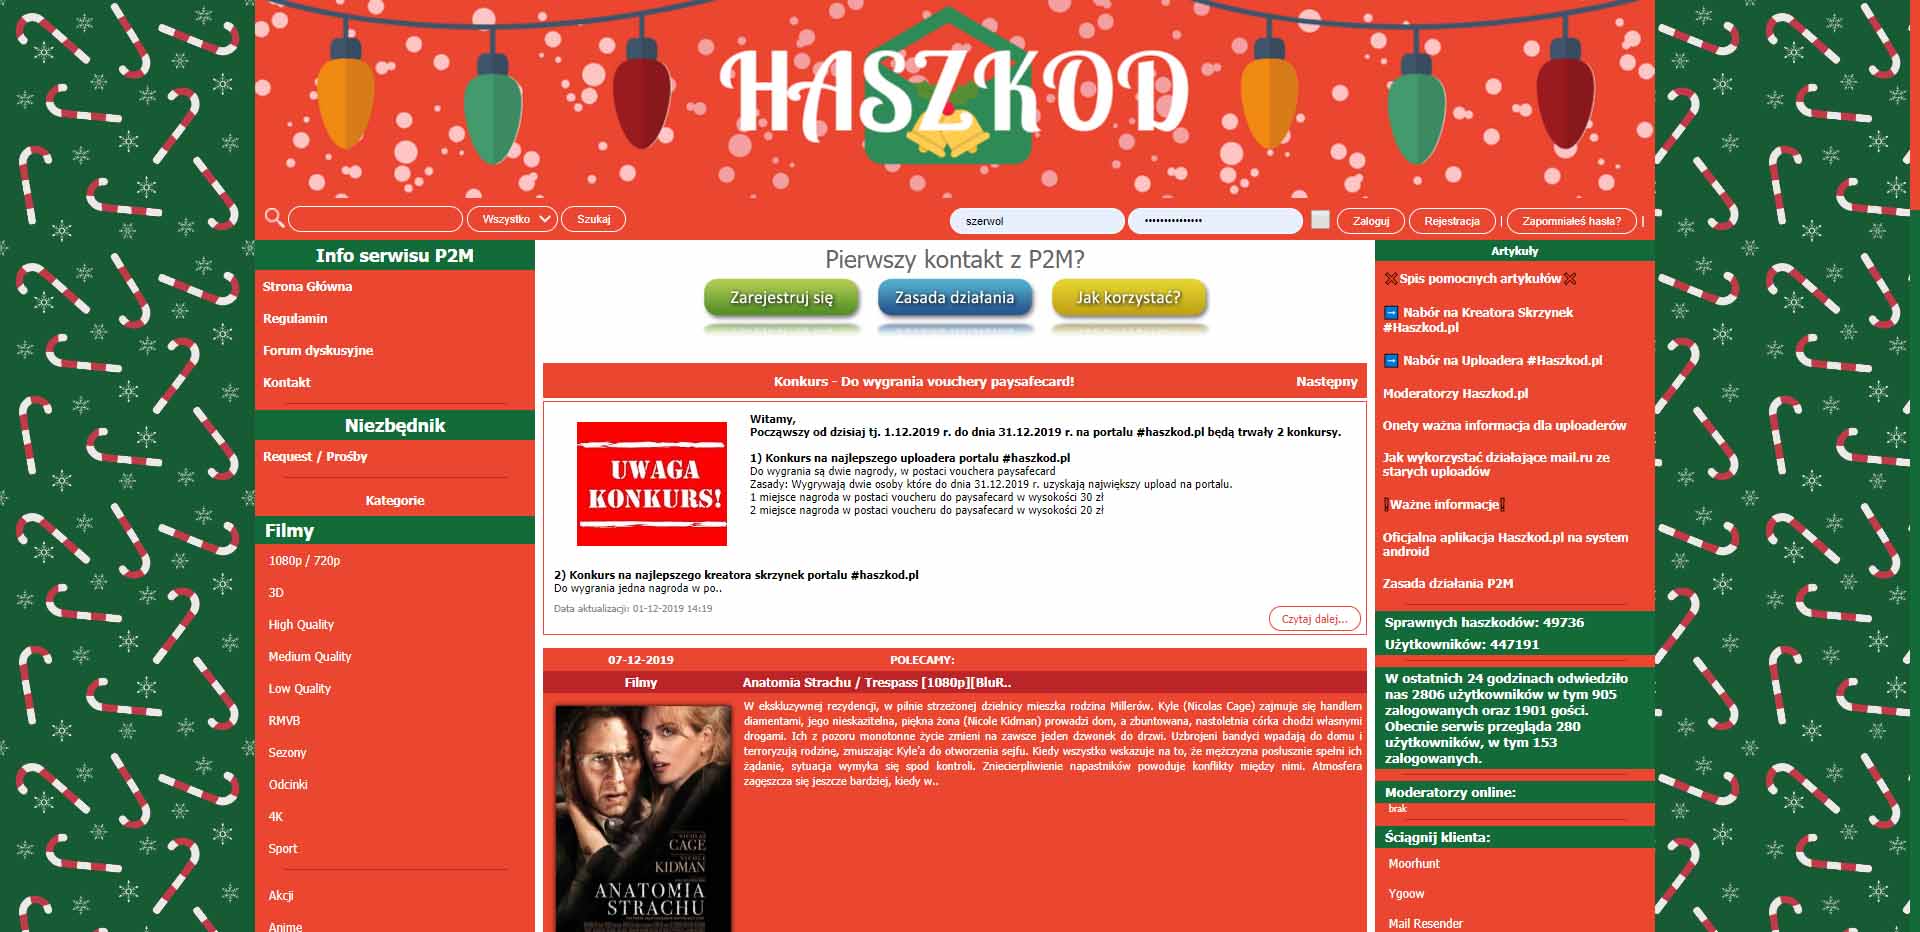 HASZKOD
Wszystko
Szukaj
szerwol
Zaloguj
Rejestracja
|
Zapomniałeś hasła?
|
Info serwisu P2M
Strona Główna
Regulamin
Forum dyskusyjne
Kontakt
Niezbędnik
Request / Prośby
Kategorie
Filmy
1080p / 720p
3D
High Quality
Medium Quality
Low Quality
RMVB
Sezony
Odcinki
4K
Sport
Akcji
Anime
Pierwszy kontakt z P2M?
Zarejestruj się
Zasada działania
Jak korzystać?
Konkurs - Do wygrania vouchery paysafecard!
Następny
UWAGA
KONKURS!
Witamy,
Począwszy od dzisiaj tj. 1.12.2019 r. do dnia 31.12.2019 r. na portalu #haszkod.pl będą trwały 2 konkursy.
1) Konkurs na najlepszego uploadera portalu #haszkod.pl
Do wygrania są dwie nagrody, w postaci vouchera paysafecard
Zasady: Wygrywają dwie osoby które do dnia 31.12.2019 r. uzyskają największy upload na portalu.
1 miejsce nagroda w postaci voucheru do paysafecard w wysokości 30 zł
2 miejsce nagroda w postaci voucheru do paysafecard w wysokości 20 zł
2) Konkurs na najlepszego kreatora skrzynek portalu #haszkod.pl
Do wygrania jedna nagroda w po..
Data aktualizacji: 01-12-2019 14:19
Czytaj dalej...
07-12-2019
POLECAMY:
Filmy
Anatomia Strachu / Trespass [1080p][BluR..
W ekskluzywnej rezydencji, w pilnie strzeżonej dzielnicy mieszka rodzina Millerów. Kyle (Nicolas Cage) zajmuje się handlem
diamentami, jego nieskazitelna, piękna żona (Nicole Kidman) prowadzi dom, a zbuntowana, nastoletnia córka chodzi własnymi
drogami. Ich z pozoru monotonne życie zmieni na zawsze jeden dzwonek do drzwi. Uzbrojeni bandyci wpadają do domu i
terroryzują rodzinę, zmuszając Kyle'a do otworzenia sejfu. Kiedy wszystko wskazuje na to, że mężczyzna posłusznie spełni ich
żądanie, sytuacja wymyka się spod kontroli. Zniecierpliwienie napastników powoduje konflikty między nimi. Atmosfera
zagęszcza się jeszcze bardziej, kiedy w..
NICOLAS
CAGE
NICOLE
KIDMAN
ANATOMIA
STRACHU
Artykuły
❌Spis pomocnych artykułów❌
➡ Nabór na Kreatora Skrzynek
#Haszkod.pl
➡ Nabór na Uploadera #Haszkod.pl
Moderatorzy Haszkod.pl
Onety ważna informacja dla uploaderów
Jak wykorzystać działające mail.ru ze
starych uploadów
❗Ważne informacje❗
Oficjalna aplikacja Haszkod.pl na system
android
Zasada działania P2M
Sprawnych haszkodów: 49736
Użytkowników: 447191
W ostatnich 24 godzinach odwiedziło
nas 2806 użytkowników w tym 905
zalogowanych oraz 1901 gości.
Obecnie serwis przegląda 280
użytkowników, w tym 153
zalogowanych.
Moderatorzy online:
brak
Ściągnij klienta:
Moorhunt
Ygoow
Mail Resender